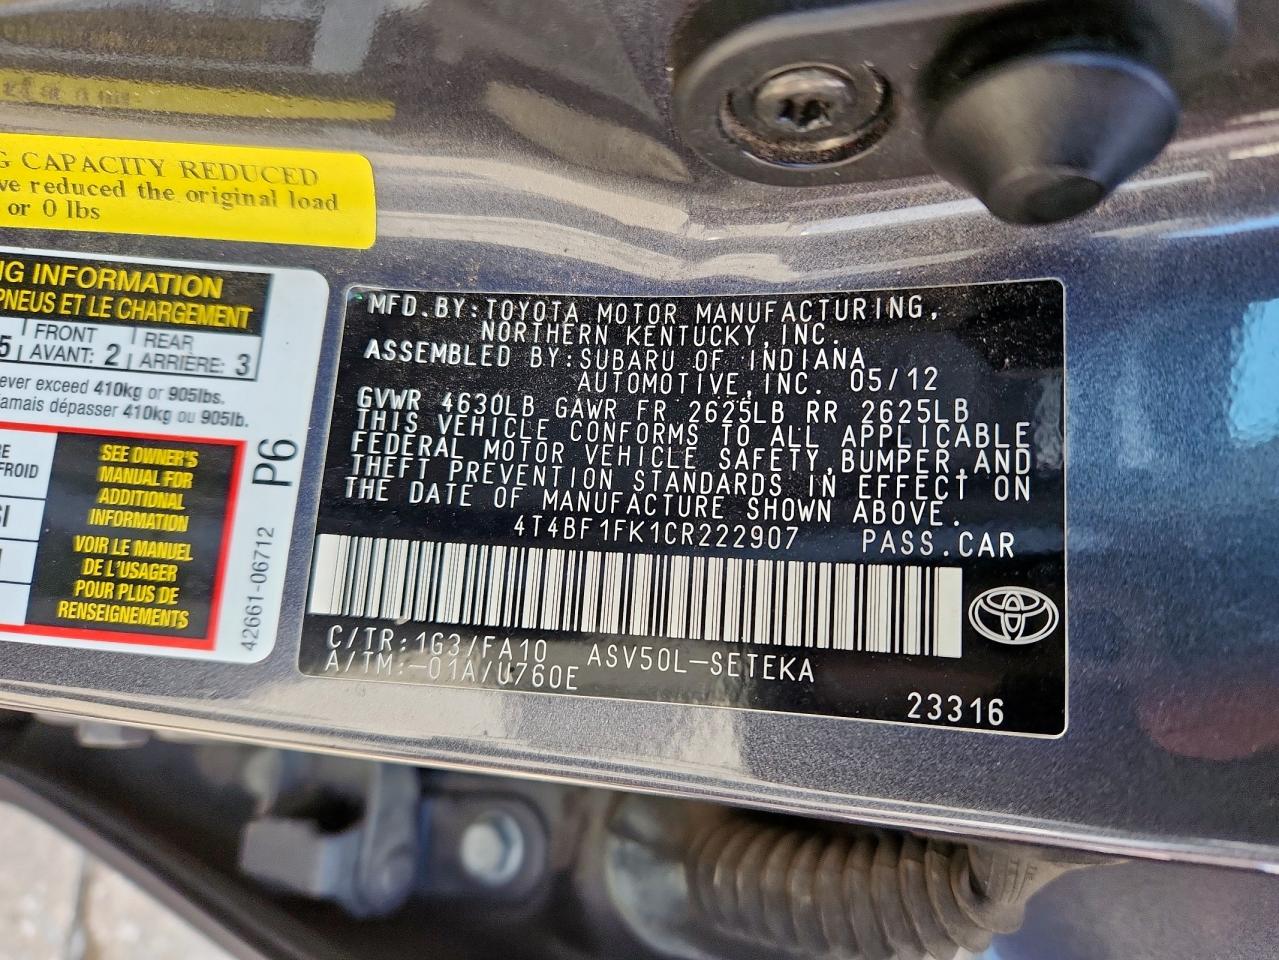 G CAPACITY REDUCED
ve reduced the original load
or 0 lbs
NG INFORMATION
PNEUS ET LE CHARGEMENT
5 FRONT AVANT: 2 REAR ARRIÈRE: 3
ever exceed 410kg or 905lbs.
jamais dépasser 410kg ou 905lb.
RE
FROID
SI
SEE OWNER'S
MANUAL FOR
ADDITIONAL
INFORMATION
VOIR LE MANUEL
DE L'USAGER
POUR PLUS DE
RENSEIGNEMENTS
P6
42661-06712
MFD.BY:TOYOTA MOTOR MANUFACTURING,
NORTHERN KENTUCKY, INC.
ASSEMBLED BY:SUBARU OF INDIANA
AUTOMOTIVE,INC. 05/12
GVWR 4630LB GAWR FR 2625LB RR 2625LB
THIS VEHICLE CONFORMS TO ALL APPLICABLE
FEDERAL MOTOR VEHICLE SAFETY,BUMPER,AND
THEFT PREVENTION STANDARDS IN EFFECT ON
THE DATE OF MANUFACTURE SHOWN ABOVE.
4T4BF1FK1CR222907 PASS.CAR
C/TR:1G3/FA10 ASV50L-SETEKA
A/TM:-01A/U760E
23316